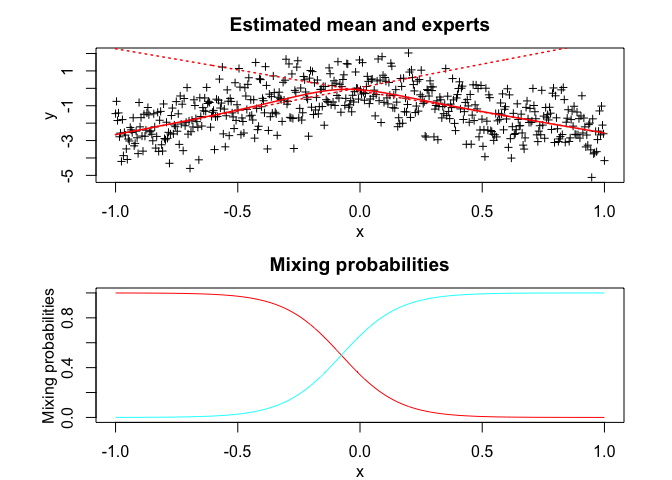 Estimated mean and experts
1
-1
-3
-5
y
-1.0 -0.5 0.0 0.5 1.0
x
Mixing probabilities
0.8
0.4
0.0
Mixing probabilities
-1.0 -0.5 0.0 0.5 1.0
x